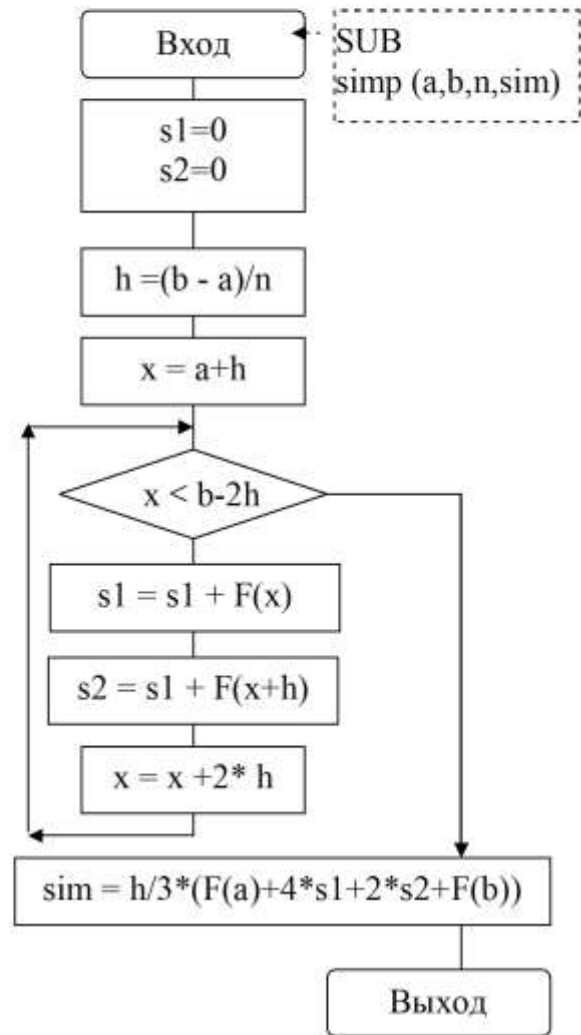 Вход
SUB
simp (a,b,n,sim)
s1=0
s2=0
h =(b - a)/n
x = a+h
x < b-2h
s1 = s1 + F(x)
s2 = s1 + F(x+h)
x = x +2* h
sim = h/3*(F(a)+4*s1+2*s2+F(b))
Выход